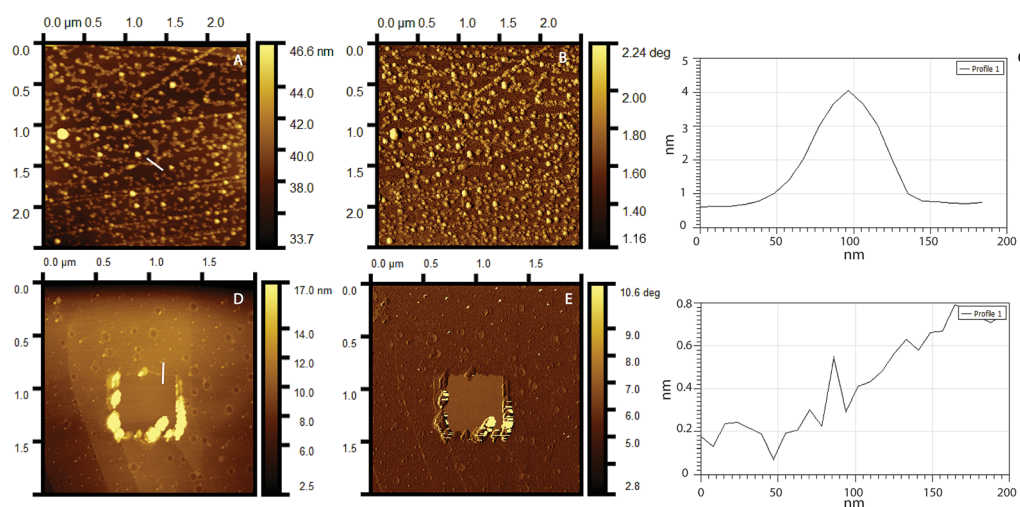 0.0 µm 0.5 1.0 1.5 2.0
0.0
0.5
1.0
1.5
2.0
A
46.6 nm
44.0
42.0
40.0
38.0
33.7
0.0 µm 0.5 1.0 1.5 2.0
0.0
0.5
1.0
1.5
2.0
B
2.24 deg
2.00
1.80
1.60
1.40
1.16
nm
5
4
3
2
1
0
Profile 1
0 50 100 150 200
nm
0.0 µm 0.5 1.0 1.5
0.0
0.5
1.0
1.5
D
17.0 nm
14.0
12.0
10.0
8.0
6.0
2.5
0.0 µm 0.5 1.0 1.5
0.0
0.5
1.0
1.5
E
10.6 deg
9.0
8.0
7.0
6.0
5.0
2.8
nm
0.8
0.6
0.4
0.2
0
Profile 1
0 50 100 150 200
nm